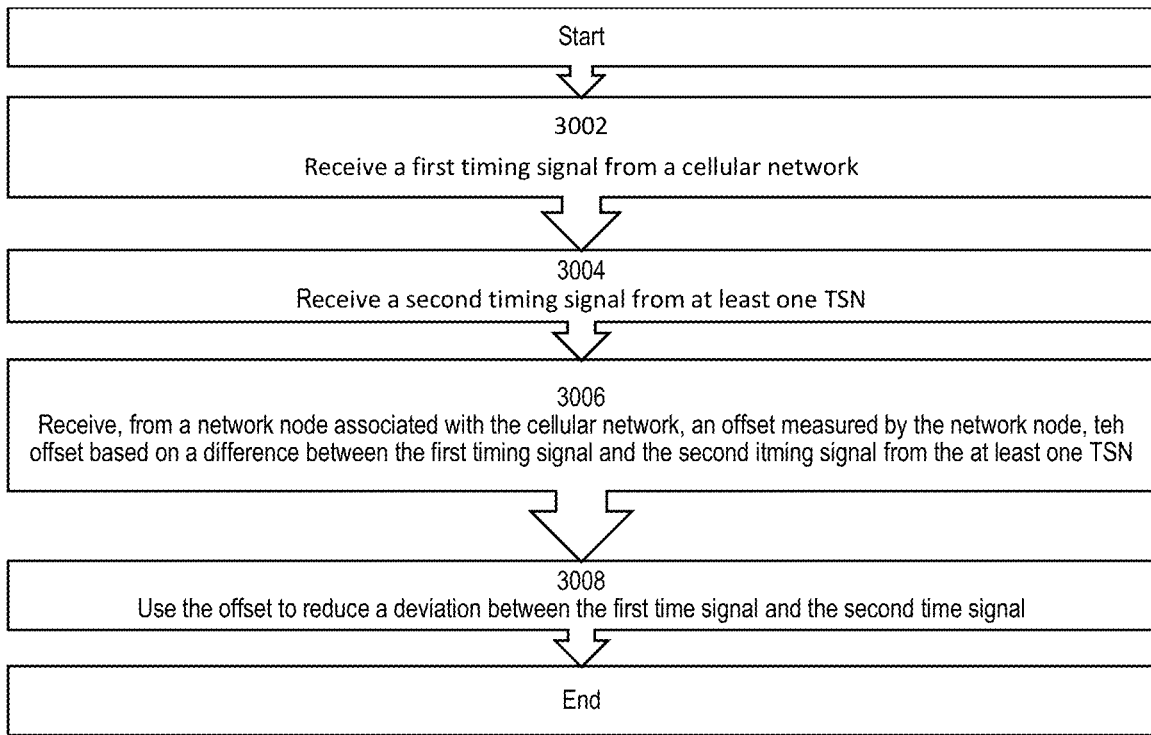 Start
3002
Receive a first timing signal from a cellular network
3004
Receive a second timing signal from at least one TSN
3006
Receive, from a network node associated with the cellular network, an offset measured by the network node, teh
offset based on a difference between the first timing signal and the second itming signal from the at least one TSN
3008
Use the offset to reduce a deviation between the first time signal and the second time signal
End